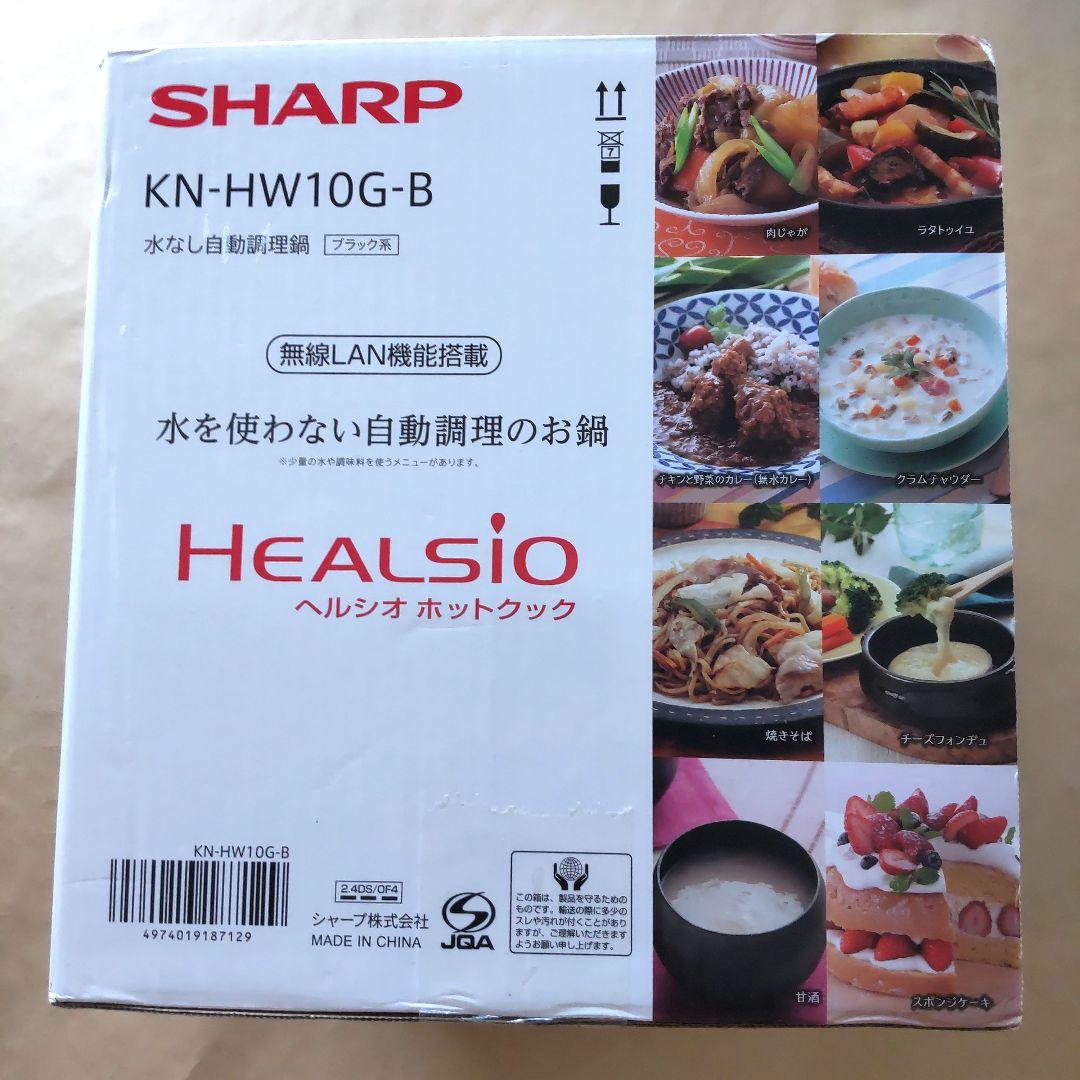 SHARP
KN-HW10G-B
水なし自動調理鍋 ブラック系
7
無線LAN機能搭載
水を使わない自動調理のお鍋
※少量の水や調味料を使うメニューがあります。
HEALSIO
ヘルシオ ホットクック
肉じゃが
ラタトゥイユ
チキンと野菜のカレー(無水カレー)
クラムチャウダー
焼きそば
チーズフォンデュ
甘酒
スポンジケーキ
KN-HW10G-B
4974019187129
2.4DS/OF4
シャープ株式会社
MADE IN CHINA
JQA
この箱は、製品を守るための
ものです。輸送の際に多少の
スレや汚れが付くことがあり
ますが、ご理解いただきます
ようお願い申し上げます。